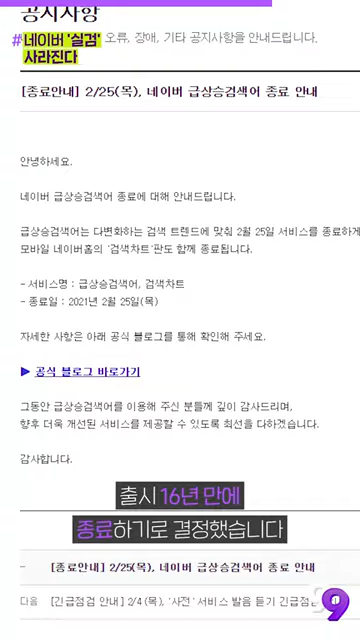 공지사항
오류, 장애, 기타 공지사항을 안내드립니다.
#네이버 '실검'
사라진다
[종료안내] 2/25(목), 네이버 급상승검색어 종료 안내
안녕하세요.
네이버 급상승검색어 종료에 대해 안내드립니다.
급상승검색어는 다변화하는 검색 트렌드에 맞춰 2월 25일 서비스를 종료하게
모바일 네이버홈의 '검색차트'판도 함께 종료됩니다.
- 서비스명 : 급상승검색어, 검색차트
- 종료일 : 2021년 2월 25일(목)
자세한 사항은 아래 공식 블로그를 통해 확인해 주세요.
▶ 공식 블로그 바로가기
그동안 급상승검색어를 이용해 주신 분들께 깊이 감사드리며,
향후 더욱 개선된 서비스를 제공할 수 있도록 최선을 다하겠습니다.
감사합니다.
출시 16년 만에
종료하기로 결정했습니다
- [종료안내] 2/25(목), 네이버 급상승검색어 종료 안내
다음 [긴급점검 안내] 2/4(목), '사전' 서비스 발음 듣기 긴급점검
9